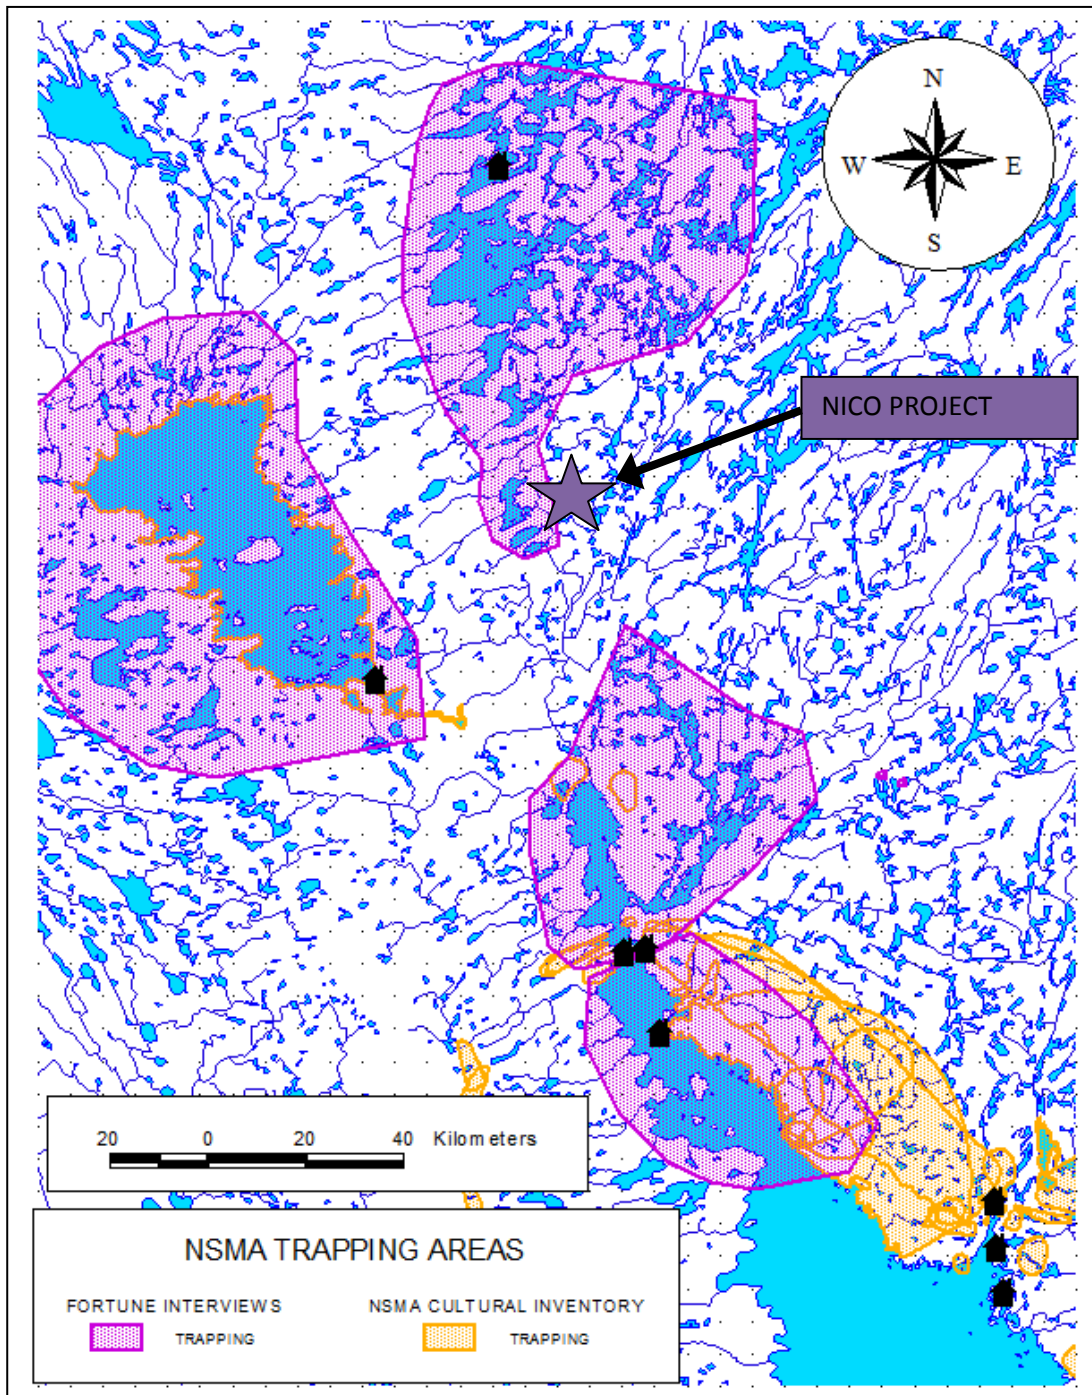 N
W E
S
NICO PROJECT
20 0 20 40 Kilometers
NSMA TRAPPING AREAS
FORTUNE INTERVIEWS NSMA CULTURAL INVENTORY
TRAPPING TRAPPING